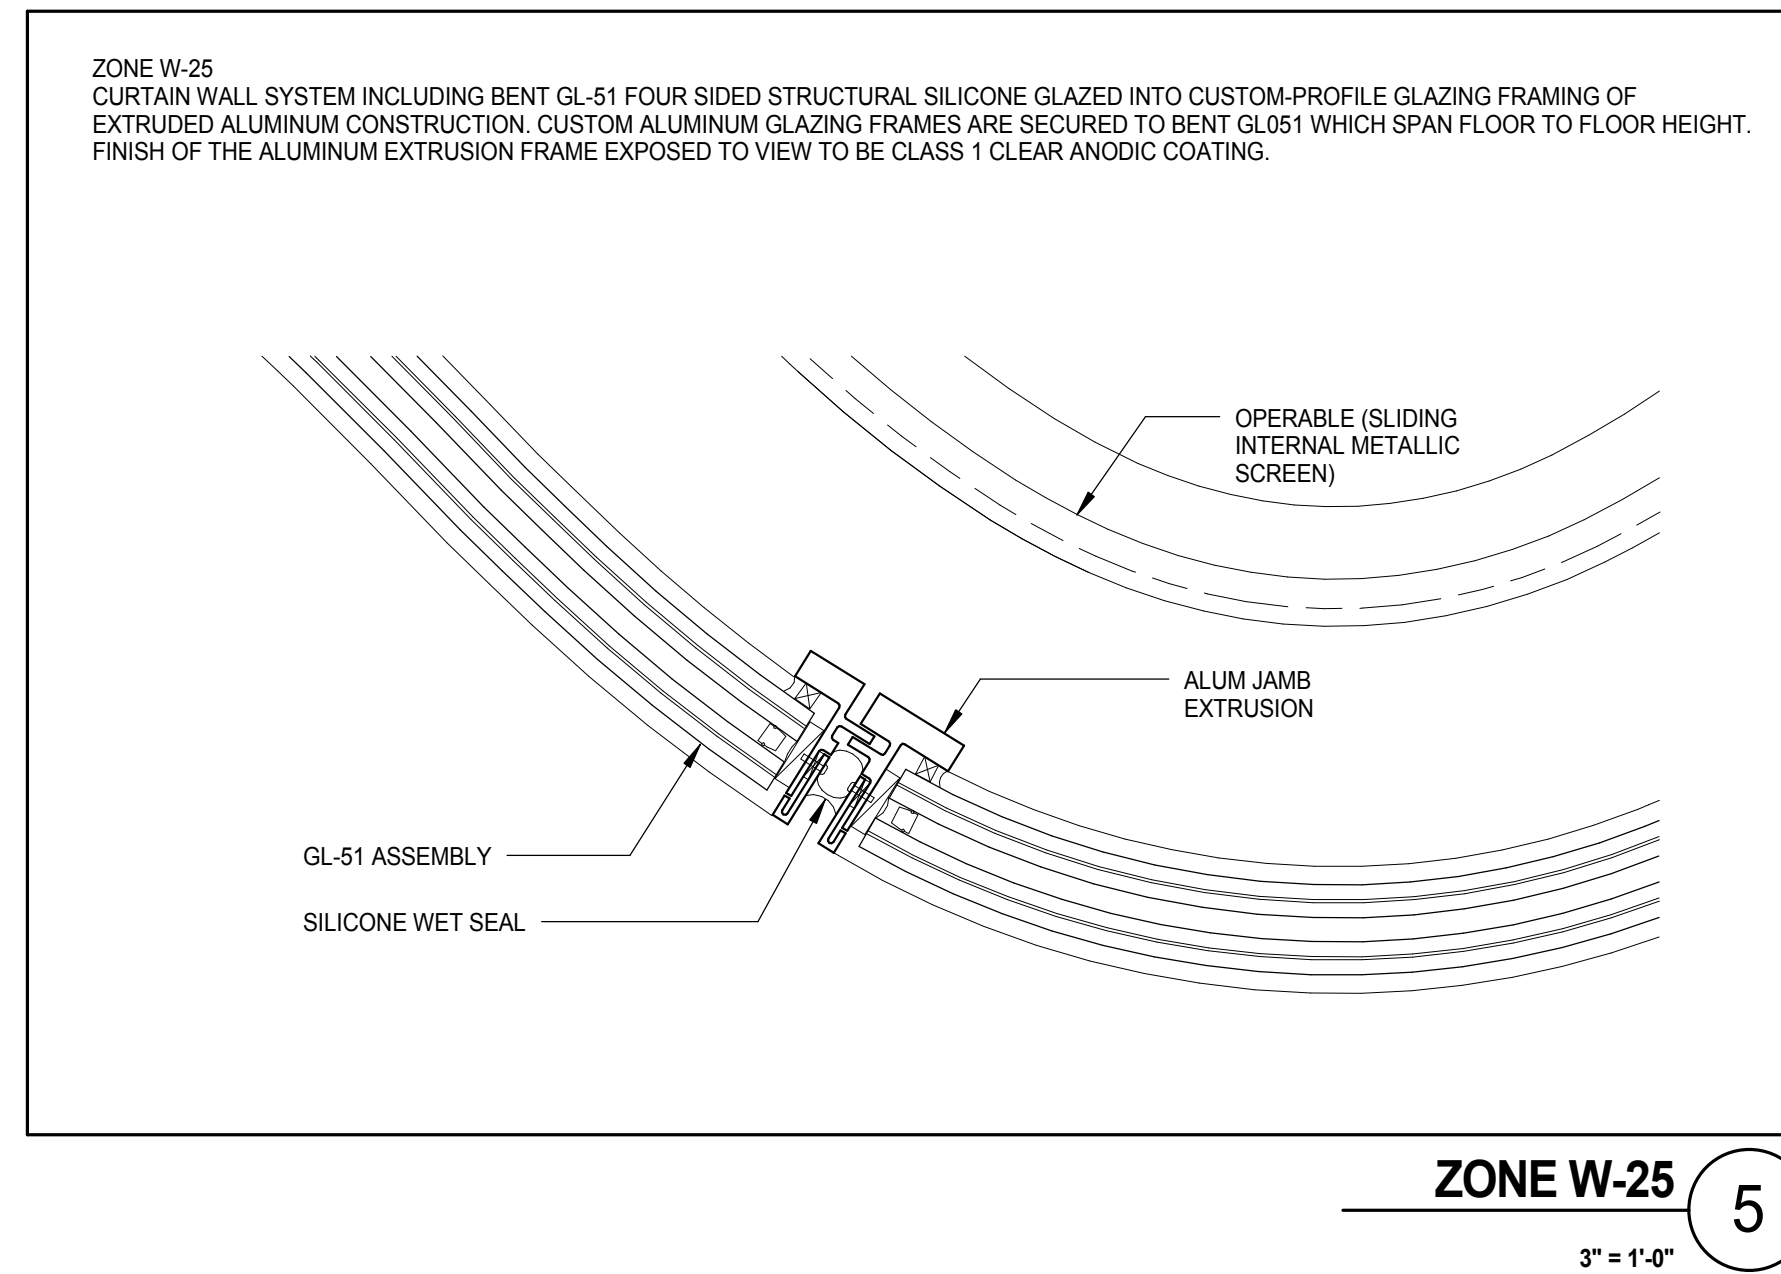 ZONE W-25
CURTAIN WALL SYSTEM INCLUDING BENT GL-51 FOUR SIDED STRUCTURAL SILICONE GLAZED INTO CUSTOM-PROFILE GLAZING FRAMING OF
EXTRUDED ALUMINUM CONSTRUCTION. CUSTOM ALUMINUM GLAZING FRAMES ARE SECURED TO BENT GL051 WHICH SPAN FLOOR TO FLOOR HEIGHT.
FINISH OF THE ALUMINUM EXTRUSION FRAME EXPOSED TO VIEW TO BE CLASS 1 CLEAR ANODIC COATING.
OPERABLE (SLIDING
INTERNAL METALLIC
SCREEN)
ALUM JAMB
EXTRUSION
GL-51 ASSEMBLY
SILICONE WET SEAL
ZONE W-25
5
3" = 1'-0"